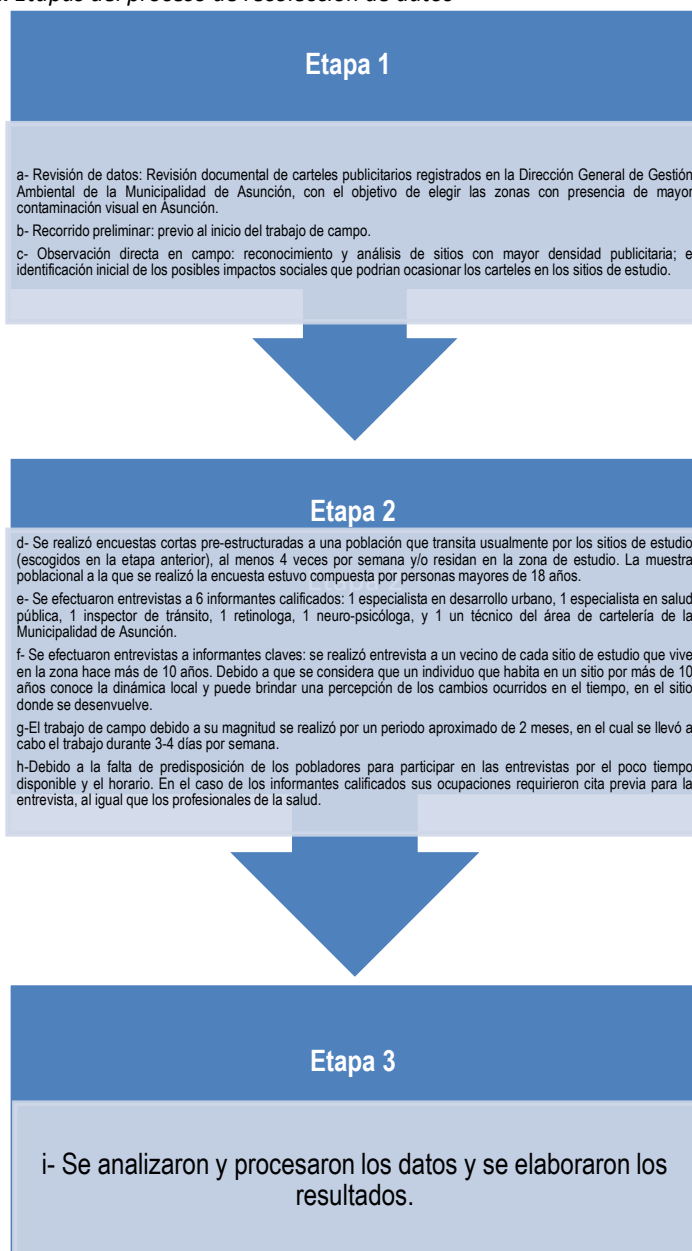 Etapas del proceso de recolección de datos
Etapa 1
a- Revisión de datos: Revisión documental de carteles publicitarios registrados en la Dirección General de Gestión
Ambiental de la Municipalidad de Asunción, con el objetivo de elegir las zonas con presencia de mayor
contaminación visual en Asunción.
b- Recorrido preliminar: previo al inicio del trabajo de campo.
c- Observación directa en campo: reconocimiento y análisis de sitios con mayor densidad publicitaria; e
identificación inicial de los posibles impactos sociales que podrian ocasionar los carteles en los sitios de estudio.
Etapa 2
d- Se realizó encuestas cortas pre-estructuradas a una población que transita usualmente por los sitios de estudio
(escogidos en la etapa anterior), al menos 4 veces por semana y/o residan en la zona de estudio. La muestra
poblacional a la que se realizó la encuesta estuvo compuesta por personas mayores de 18 años.
e- Se efectuaron entrevistas a 6 informantes calificados: 1 especialista en desarrollo urbano, 1 especialista en salud
pública, 1 inspector de tránsito, 1 retinologa, 1 neuro-psicóloga, y 1 un técnico del área de cartelería de la
Municipalidad de Asunción.
f- Se efectuaron entrevistas a informantes claves: se realizó entrevista a un vecino de cada sitio de estudio que vive
en la zona hace más de 10 años. Debido a que se considera que un individuo que habita en un sitio por más de 10
años conoce la dinámica local y puede brindar una percepción de los cambios ocurridos en el tiempo, en el sitio
donde se desenvuelve.
g-El trabajo de campo debido a su magnitud se realizó por un periodo aproximado de 2 meses, en el cual se llevó a
cabo el trabajo durante 3-4 días por semana.
h-Debido a la falta de predisposición de los pobladores para participar en las entrevistas por el poco tiempo
disponible y el horario. En el caso de los informantes calificados sus ocupaciones requirieron cita previa para la
entrevista, al igual que los profesionales de la salud.
Etapa 3
i- Se analizaron y procesaron los datos y se elaboraron los
resultados.